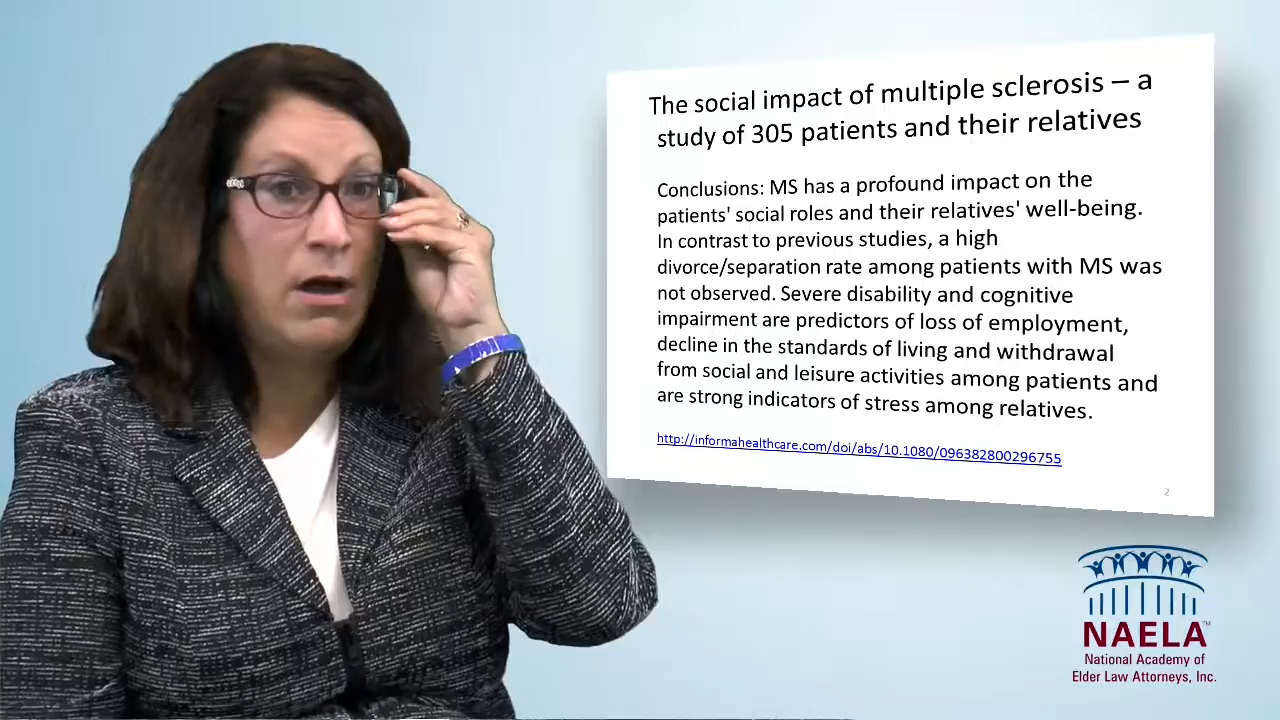 The social impact of multiple sclerosis – a
study of 305 patients and their relatives
Conclusions: MS has a profound impact on the
patients' social roles and their relatives' well-being.
In contrast to previous studies, a high
divorce/separation rate among patients with MS was
not observed. Severe disability and cognitive
impairment are predictors of loss of employment,
decline in the standards of living and withdrawal
from social and leisure activities among patients and
are strong indicators of stress among relatives.
http://informahealthcare.com/doi/abs/10.1080/096382800296755
2
NAELA™
National Academy of
Elder Law Attorneys, Inc.